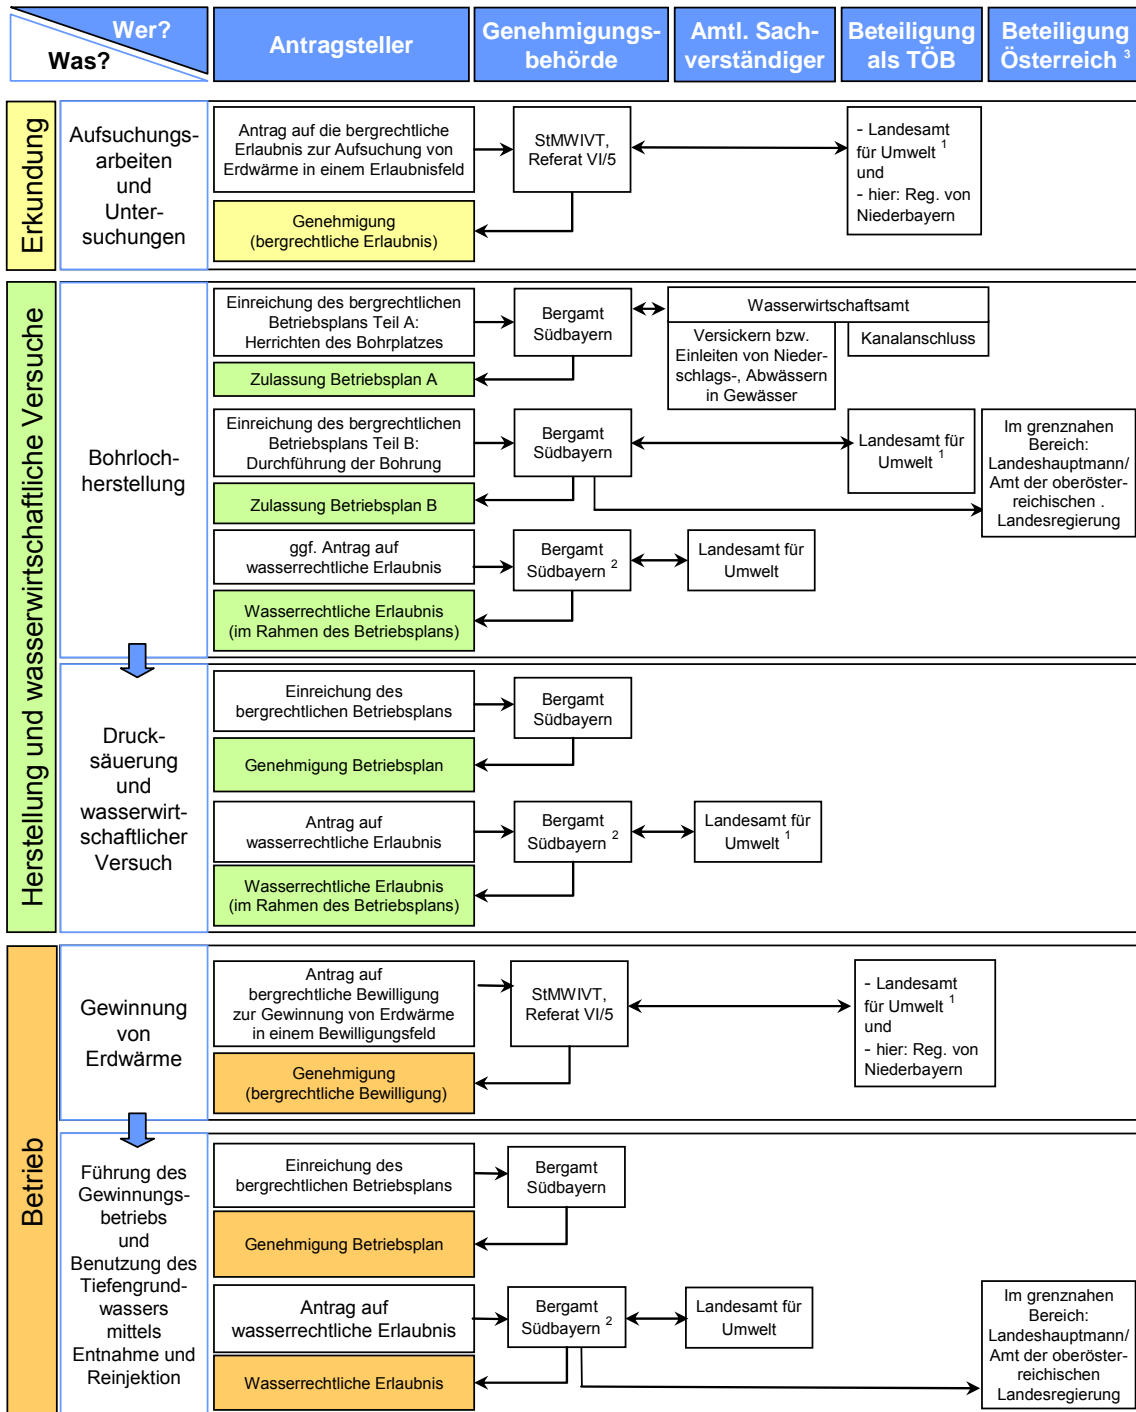 Wer?
Was?
Antragsteller
Genehmigungs-
behörde
Amtl. Sach-
verständiger
Beteiligung
als TÖB
Beteiligung
Österreich 3
Erkundung
Aufsuchungs-
arbeiten
und
Unter-
suchungen
Antrag auf die bergrechtliche
Erlaubnis zur Aufsuchung von
Erdwärme in einem Erlaubnisfeld
StMWIVT,
Referat VI/5
- Landesamt
für Umwelt 1
und
- hier: Reg. von
Niederbayern
Genehmigung
(bergrechtliche Erlaubnis)
Herstellung und wasserwirtschaftliche Versuche
Bohrloch-
herstellung
Einreichung des bergrechtlichen
Betriebsplans Teil A:
Herrichten des Bohrplatzes
Bergamt
Südbayern
Wasserwirtschaftsamt
Versickern bzw.
Einleiten von Nieder-
schlags-, Abwässern
in Gewässer
Kanalanschluss
Zulassung Betriebsplan A
Einreichung des bergrechtlichen
Betriebsplans Teil B:
Durchführung der Bohrung
Bergamt
Südbayern
Landesamt für
Umwelt 1
Im grenznahen
Bereich:
Landeshauptmann/
Amt der oberöster-
reichischen .
Landesregierung
Zulassung Betriebsplan B
ggf. Antrag auf
wasserrechtliche Erlaubnis
Bergamt
Südbayern 2
Landesamt für
Umwelt
Wasserrechtliche Erlaubnis
(im Rahmen des Betriebsplans)
Druck-
säuerung
und
wasserwirt-
schaftlicher
Versuch
Einreichung des
bergrechtlichen Betriebsplans
Bergamt
Südbayern
Genehmigung Betriebsplan
Antrag auf
wasserrechtliche Erlaubnis
Bergamt
Südbayern 2
Landesamt für
Umwelt 1
Wasserrechtliche Erlaubnis
(im Rahmen des Betriebsplans)
Betrieb
Gewinnung
von
Erdwärme
Antrag auf
bergrechtliche Bewilligung
zur Gewinnung von Erdwärme
in einem Bewilligungsfeld
StMWIVT,
Referat VI/5
- Landesamt
für Umwelt 1
und
- hier: Reg. von
Niederbayern
Genehmigung
(bergrechtliche Bewilligung)
Führung des
Gewinnungs-
betriebs
und
Benutzung des
Tiefengrund-
wassers
mittels
Entnahme und
Reinjektion
Einreichung des
bergrechtlichen Betriebsplans
Bergamt
Südbayern
Genehmigung Betriebsplan
Antrag auf
wasserrechtliche Erlaubnis
Bergamt
Südbayern 2
Landesamt für
Umwelt
Im grenznahen
Bereich:
Landeshauptmann/
Amt der oberöster-
reichischen
Landesregierung
Wasserrechtliche Erlaubnis